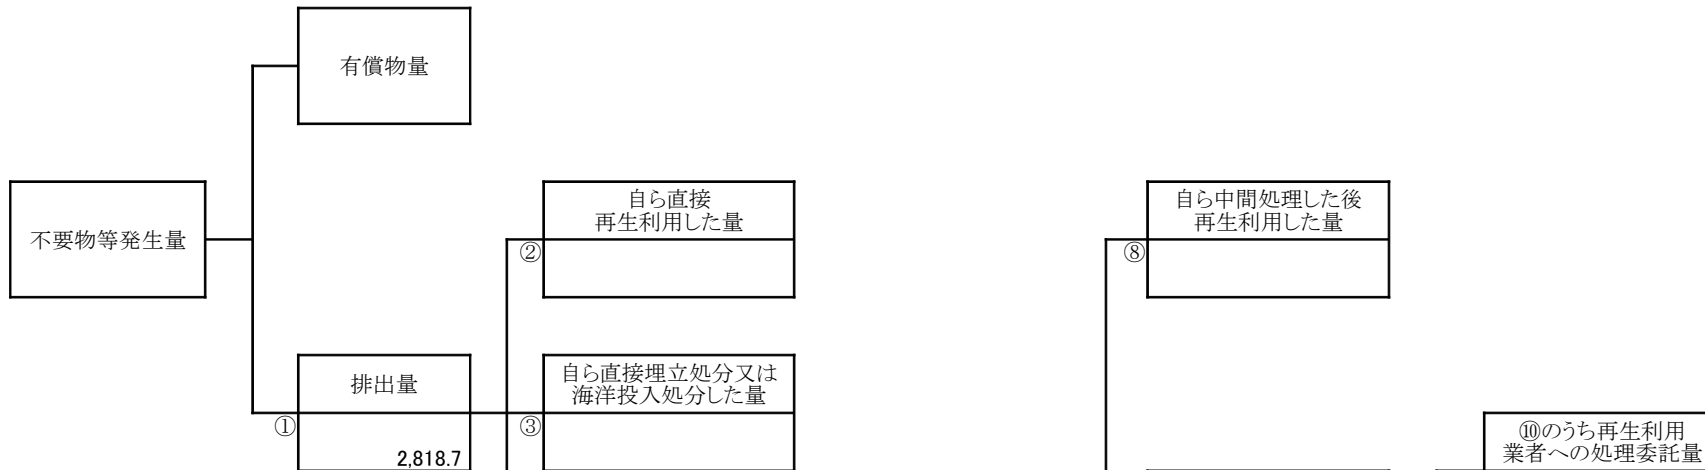 有償物量
不要物等発生量
自ら直接
再生利用した量
②
自ら中間処理した後
再生利用した量
⑧
排出量
①
2,818.7
自ら直接埋立処分又は
海洋投入処分した量
③
⑩のうち再生利用
業者への処理委託量